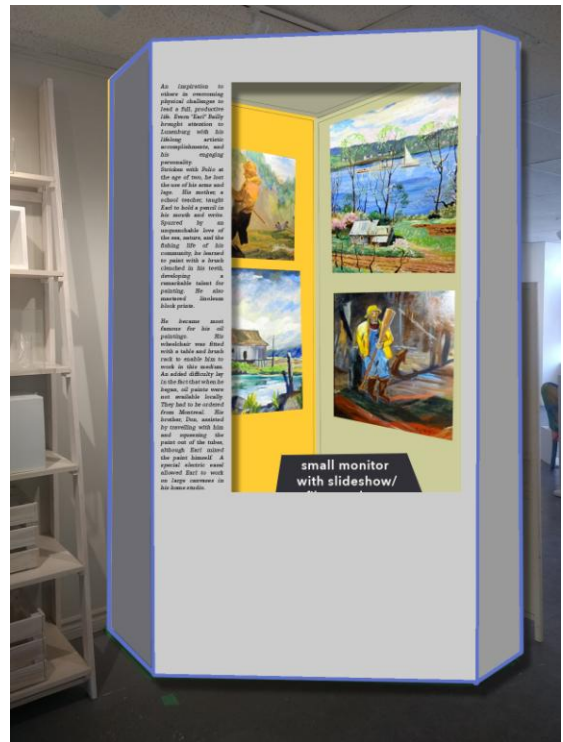 An inspiration to
others in overcoming
physical challenges to
lead a full, productive
life. Evern "Earl" Bailly
brought attention to
Lunenburg with his
lifelong artistic
accomplishments, and
his engaging
personality.
Stricken with Polio at
the age of two, he lost
the use of his arms and
legs. His mother, a
school teacher, taught
Earl to hold a pencil in
his mouth and write.
Spurred by an
unquenchable love of
the sea, nature, and the
fishing life of his
community, he learned
to paint with a brush
clenched in his teeth,
developing a
remarkable talent for
painting. He also
mastered linoleum
block prints.
He became most
famous for his oil
paintings. His
wheelchair was fitted
with a table and brush
rack to enable him to
work in this medium.
An added difficulty lay
in the fact that when he
began, oil paints were
not available locally.
They had to be ordered
from Montreal. His
brother, Don, assisted
by travelling with him
and squeezing the
paint out of the tubes,
although Earl mixed
the paint himself. A
special electric easel
allowed Earl to work
on large canvases in
his home studio.
small monitor
with slideshow/